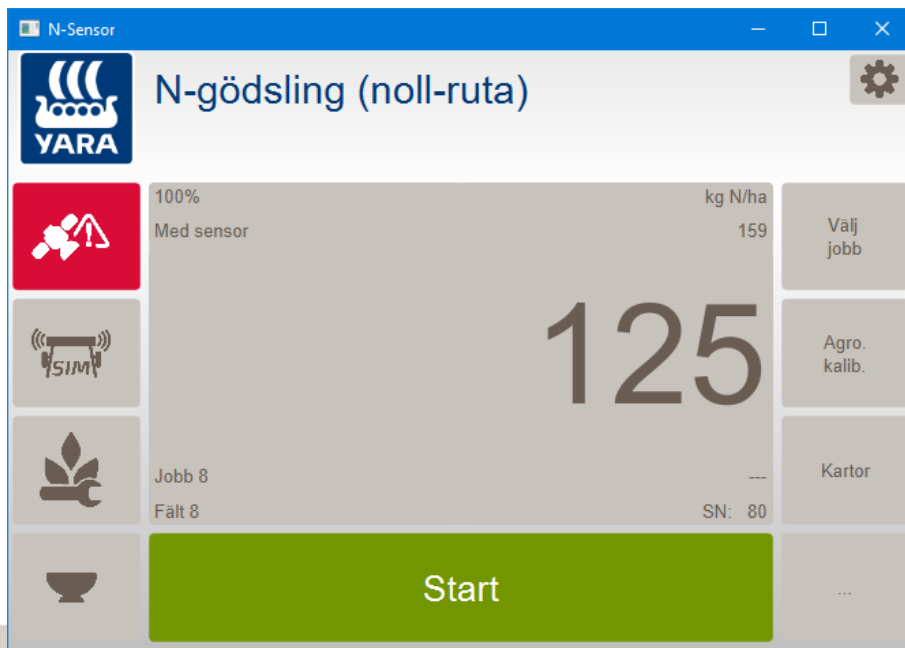 N-Sensor
YARA
N-gödsling (noll-ruta)
100% kg N/ha
Med sensor 159
125
Jobb 8 ---
Fält 8 SN: 80
Start
SIM
Välj
jobb
Agro.
kalib.
Kartor
...